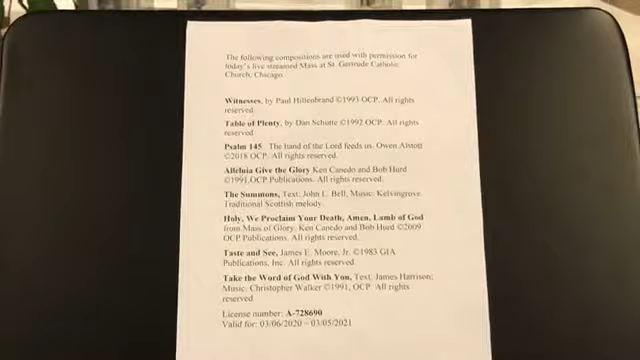 The following compositions are used with permission for
today's live streamed Mass at St. Gertrude Catholic
Church, Chicago.
Witnesses, by Paul Hillenbrand ©1993 OCP. All rights
reserved.
Table of Plenty, by Dan Schutte ©1992 OCP. All rights
reserved
Psalm 145 The hand of the Lord feeds us. Owen Alstott
©2018 OCP. All rights reserved.
Alleluia Give the Glory Ken Canedo and Bob Hurd
©1991,OCP Publications. All rights reserved.
The Summons, Text: John L. Bell, Music: Kelvingrove.
Traditional Scottish melody.
Holy, We Proclaim Your Death, Amen, Lamb of God
from Mass of Glory. Ken Canedo and Bob Hurd ©2009
OCP Publications. All rights reserved.
Taste and See, James E. Moore, Jr. ©1983 GIA
Publications, Inc. All rights reserved.
Take the Word of God With You, Text: James Harrison;
Music: Christopher Walker ©1991, OCP. All rights
reserved
License number: A-728690
Valid for: 03/06/2020 – 03/05/2021